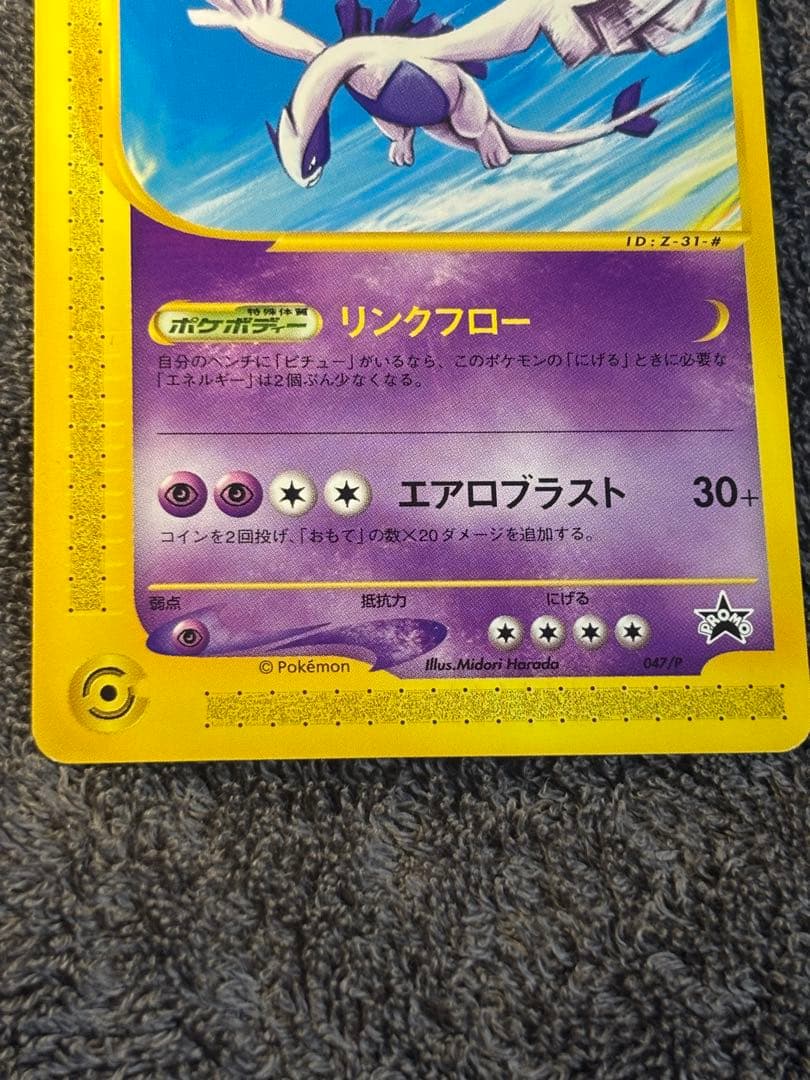 ID:Z-31-#
特殊体質
ポケボディー リンクフロー
自分のベンチに「ピチュー」がいるなら、このポケモンの「にげる」ときに必要な
「エネルギー」は2個ぶん少なくなる。
エアロブラスト 30+
コインを2回投げ、「おもて」の数×20ダメージを追加する。
弱点 抵抗力 にげる
PROMO
© Pokémon Illus.Midori Harada 047/P